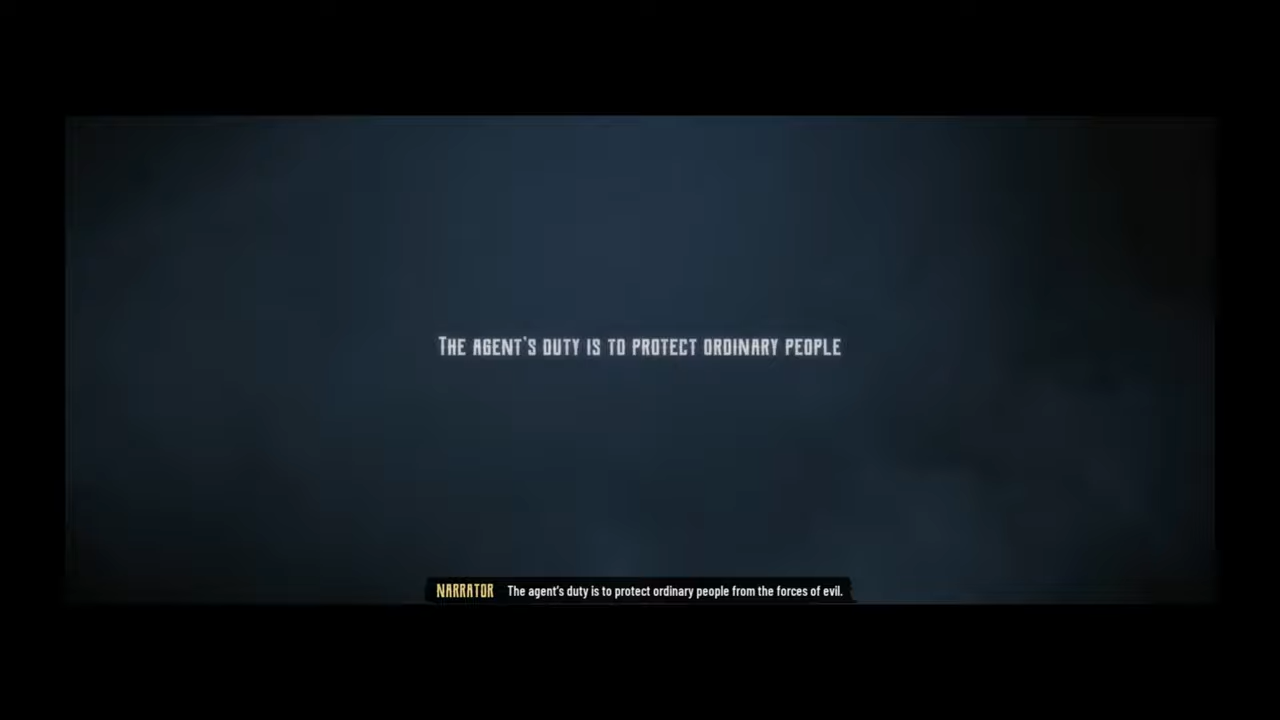 THE AGENT'S DUTY IS TO PROTECT ORDINARY PEOPLE
NARRATOR The agent's duty is to protect ordinary people from the forces of evil.